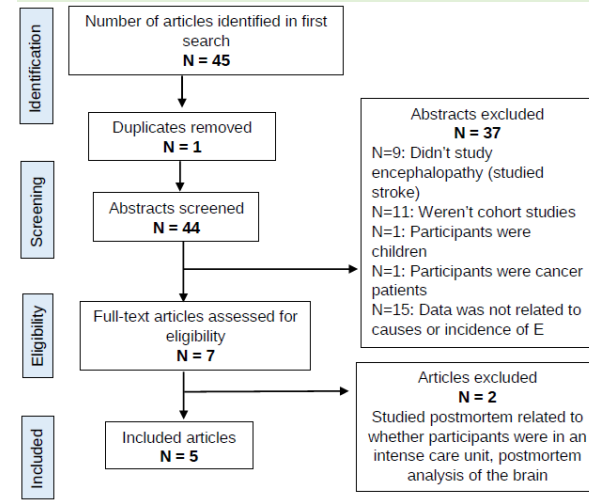 Identification
Number of articles identified in first
search
N = 45
Duplicates removed
N = 1
Screening
Abstracts screened
N = 44
Abstracts excluded
N = 37
N=9: Didn't study
encephalopathy (studied
stroke)
N=11: Weren't cohort studies
N=1: Participants were
children
N=1: Participants were cancer
patients
N=15: Data was not related to
causes or incidence of E
Eligibility
Full-text articles assessed for
eligibility
N = 7
Articles excluded
N = 2
Studied postmortem related to
whether participants were in an
intense care unit, postmortem
analysis of the brain
Included
Included articles
N = 5